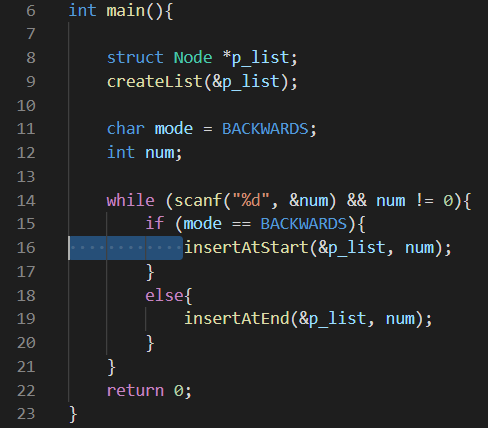 6 int main(){
7
8     struct Node *p_list;
9     createList(&p_list);
10
11     char mode = BACKWARDS;
12     int num;
13
14     while (scanf("%d", &num) && num != 0){
15         if (mode == BACKWARDS){
16             insertAtStart(&p_list, num);
17         }
18         else{
19             insertAtEnd(&p_list, num);
20         }
21     }
22     return 0;
23 }